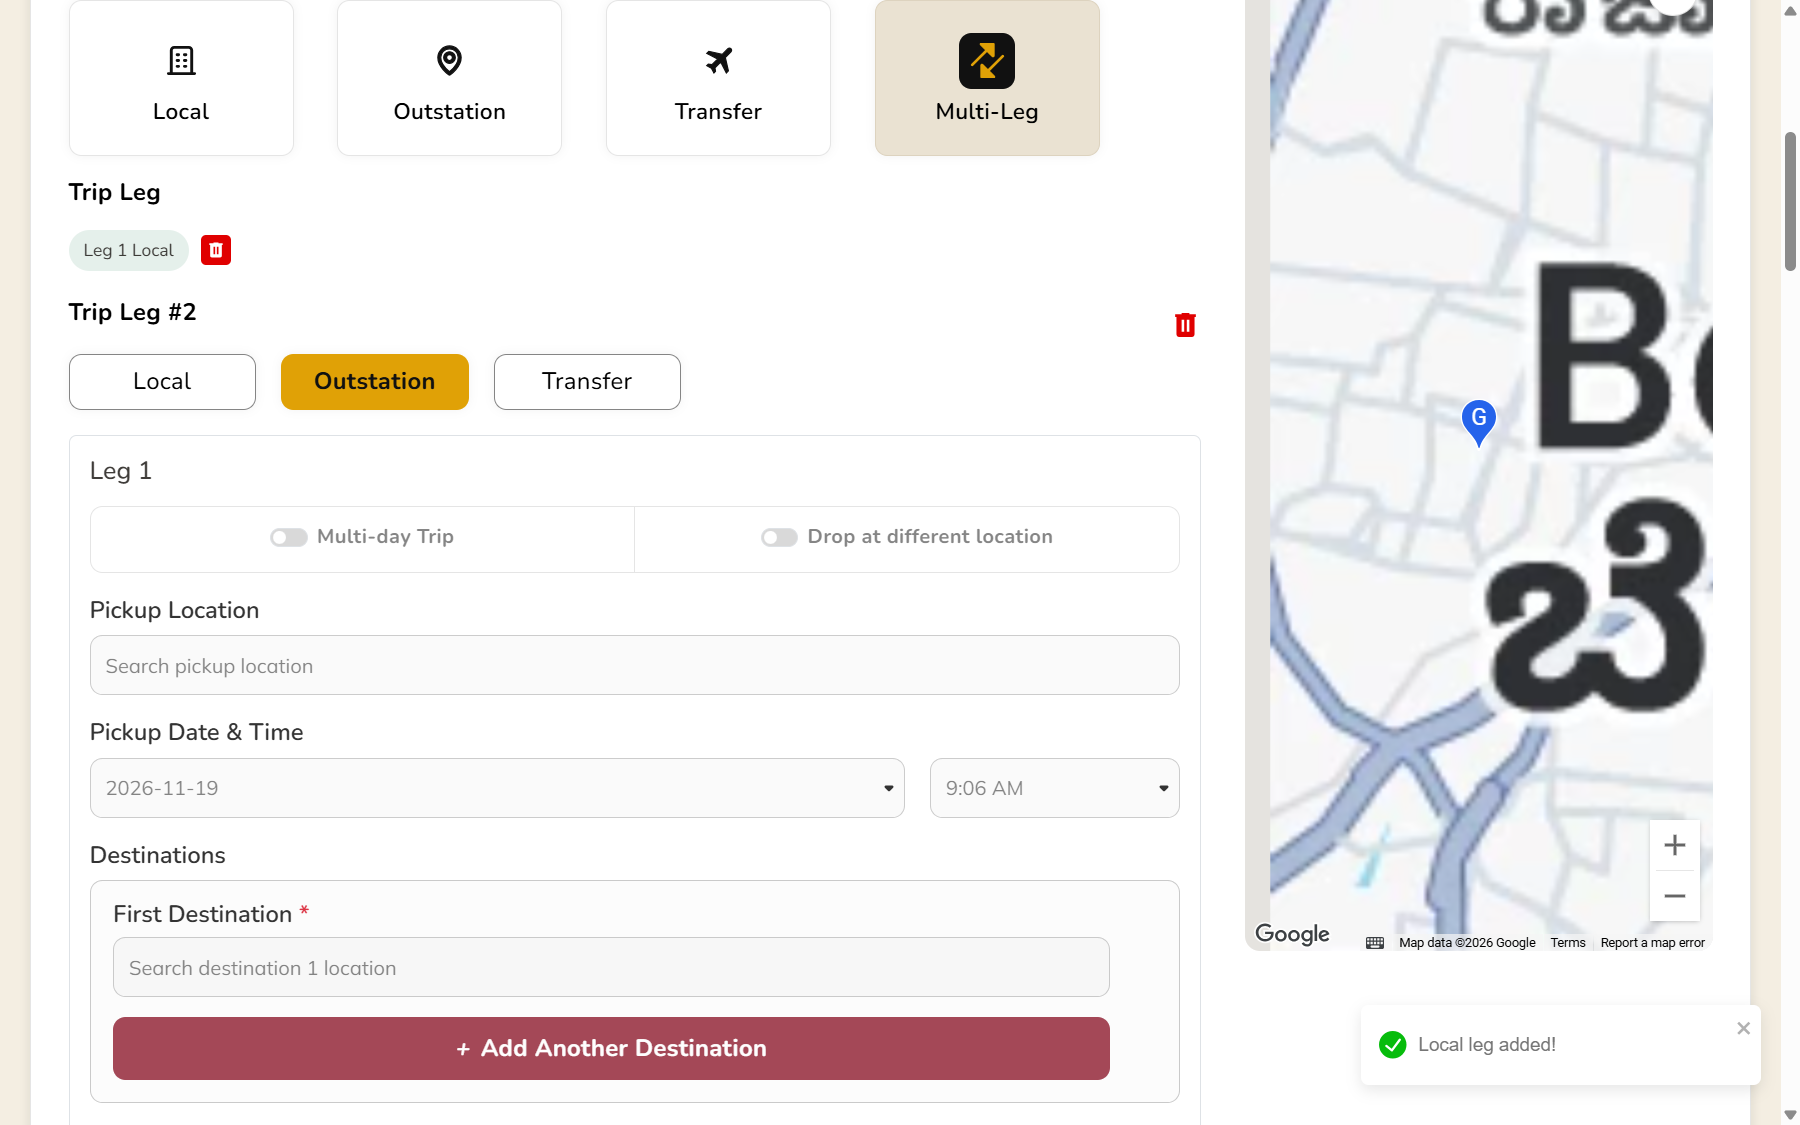 Local
Outstation
Transfer
Multi-Leg
Trip Leg
Leg 1 Local
Trip Leg #2
Local
Outstation
Transfer
Leg 1
Multi-day Trip
Drop at different location
Pickup Location
Search pickup location
Pickup Date & Time
2026-11-19
9:06 AM
Destinations
First Destination *
Search destination 1 location
+ Add Another Destination
G
Google
Map data ©2026 Google
Terms
Report a map error
Local leg added!